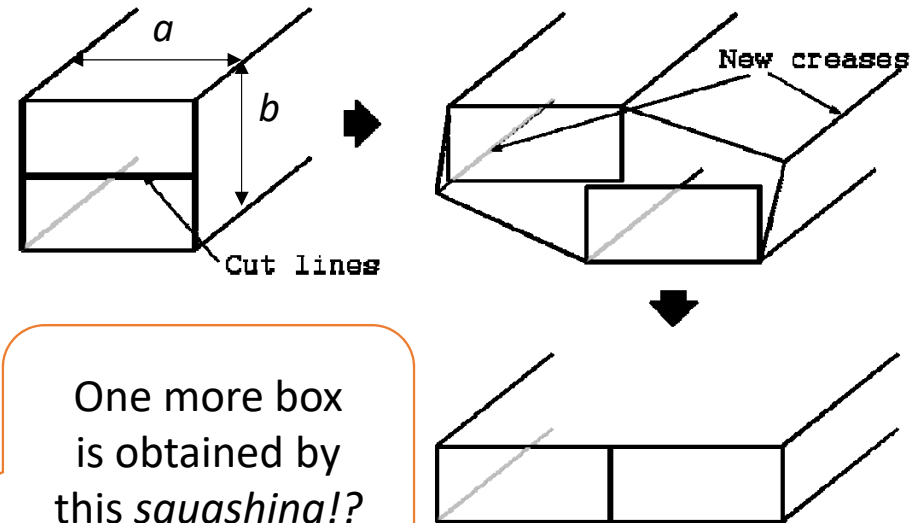 a
b
New creases
Cut lines
One more box
is obtained by
this squashing!?